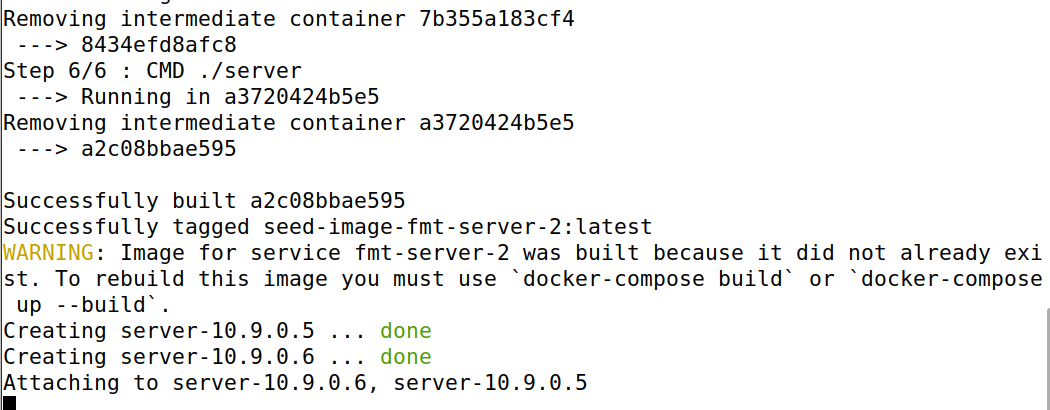 Removing intermediate container 7b355a183cf4
 ---> 8434efd8afc8
Step 6/6 : CMD ./server
 ---> Running in a3720424b5e5
Removing intermediate container a3720424b5e5
 ---> a2c08bbae595

Successfully built a2c08bbae595
Successfully tagged seed-image-fmt-server-2:latest
WARNING: Image for service fmt-server-2 was built because it did not already exi
st. To rebuild this image you must use `docker-compose build` or `docker-compose
 up --build`.
Creating server-10.9.0.5 ... done
Creating server-10.9.0.6 ... done
Attaching to server-10.9.0.6, server-10.9.0.5